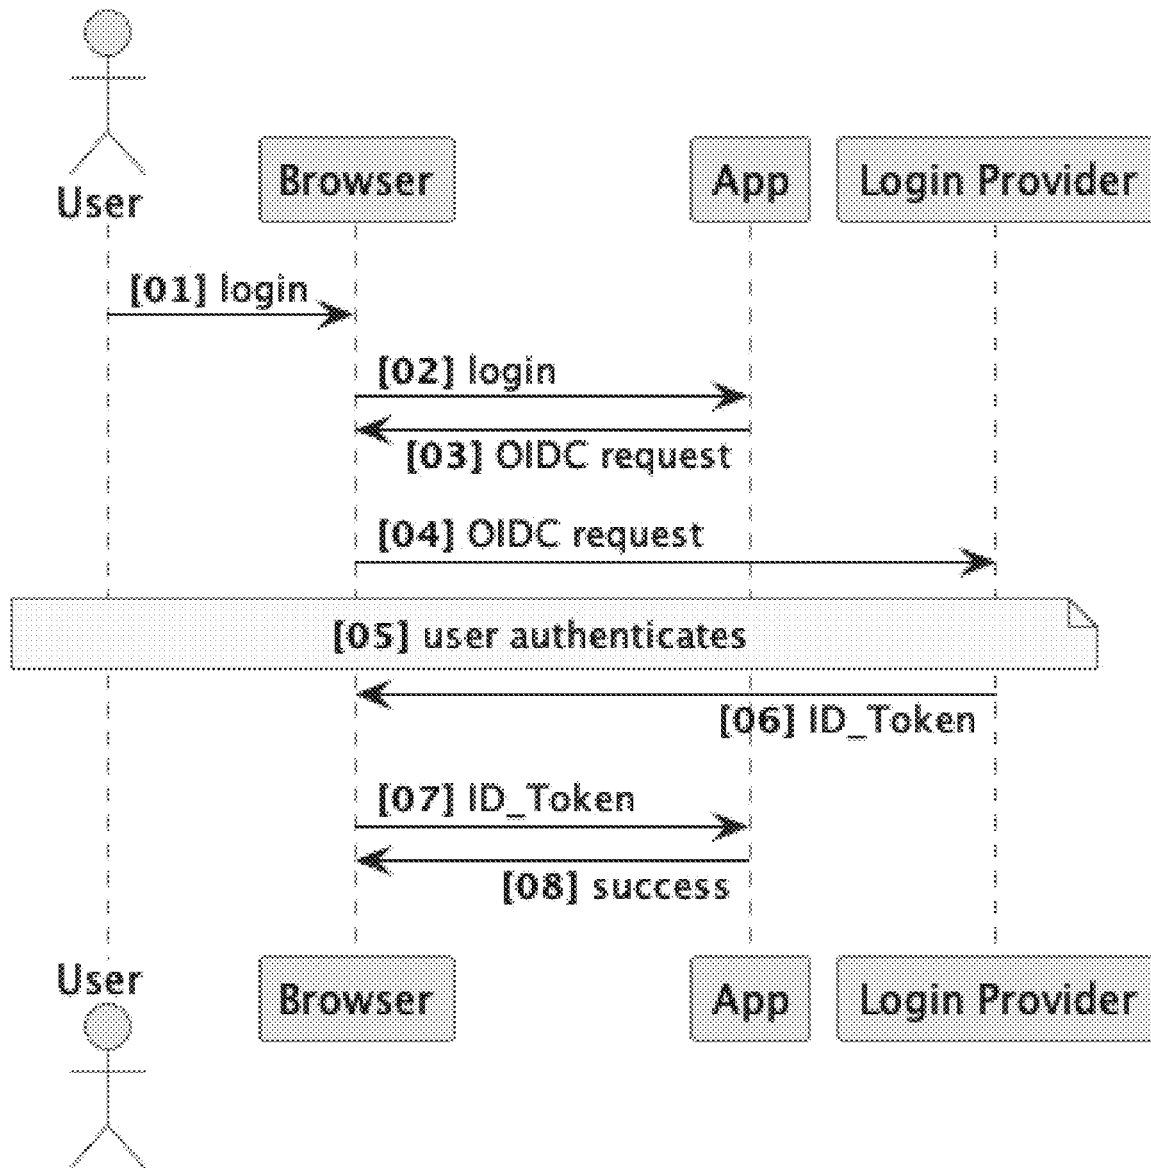 User
Browser
App
Login Provider
[01] login
[02] login
[03] OIDC request
[04] OIDC request
[05] user authenticates
[06] ID_Token
[07] ID_Token
[08] success
User
Browser
App
Login Provider